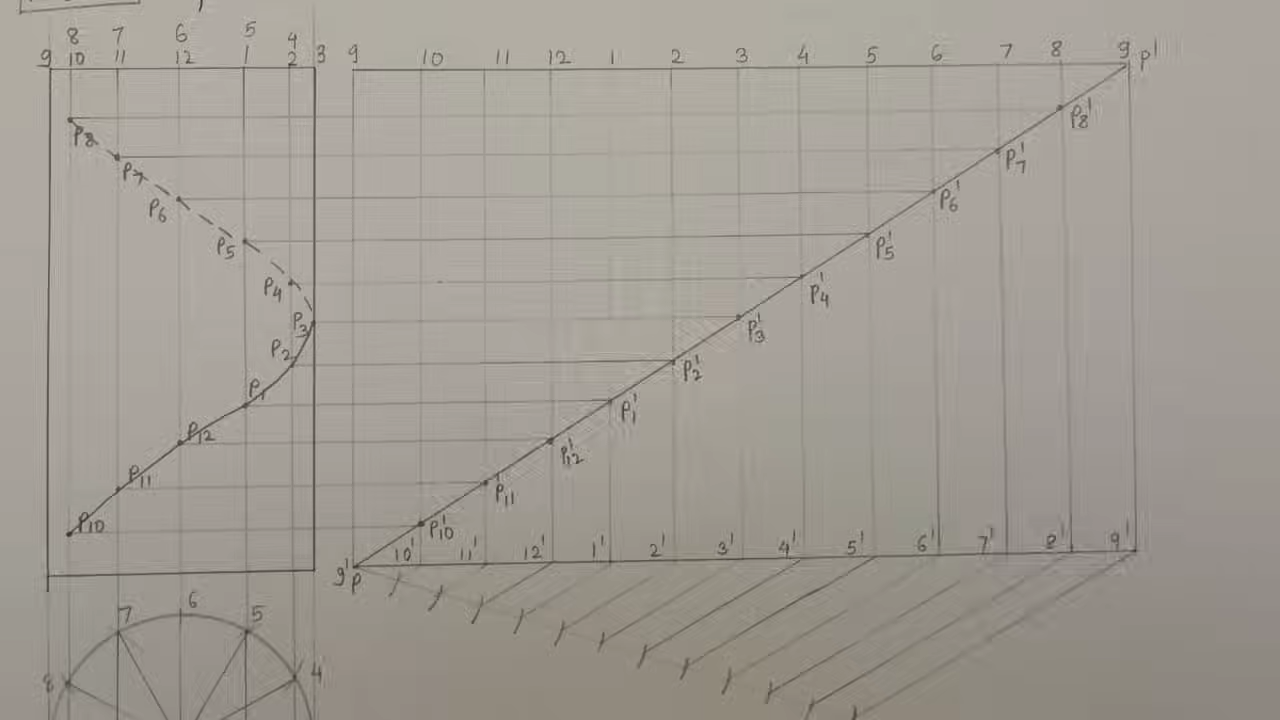 8 7 6 5 4
9 10 11 12 1 2 3 9 10 11 12 1 2 3 4 5 6 7 8 9 P'
P8 P8'
P7 P7'
P6 P6'
P5 P5'
P4 P4'
P3 P3'
P2 P2'
P1 P1'
P12 P12'
P11 P11'
P10 P10'
9' 10' 11' 12' 1' 2' 3' 4' 5' 6' 7' 8' 9'
P
7 6 5
8 4